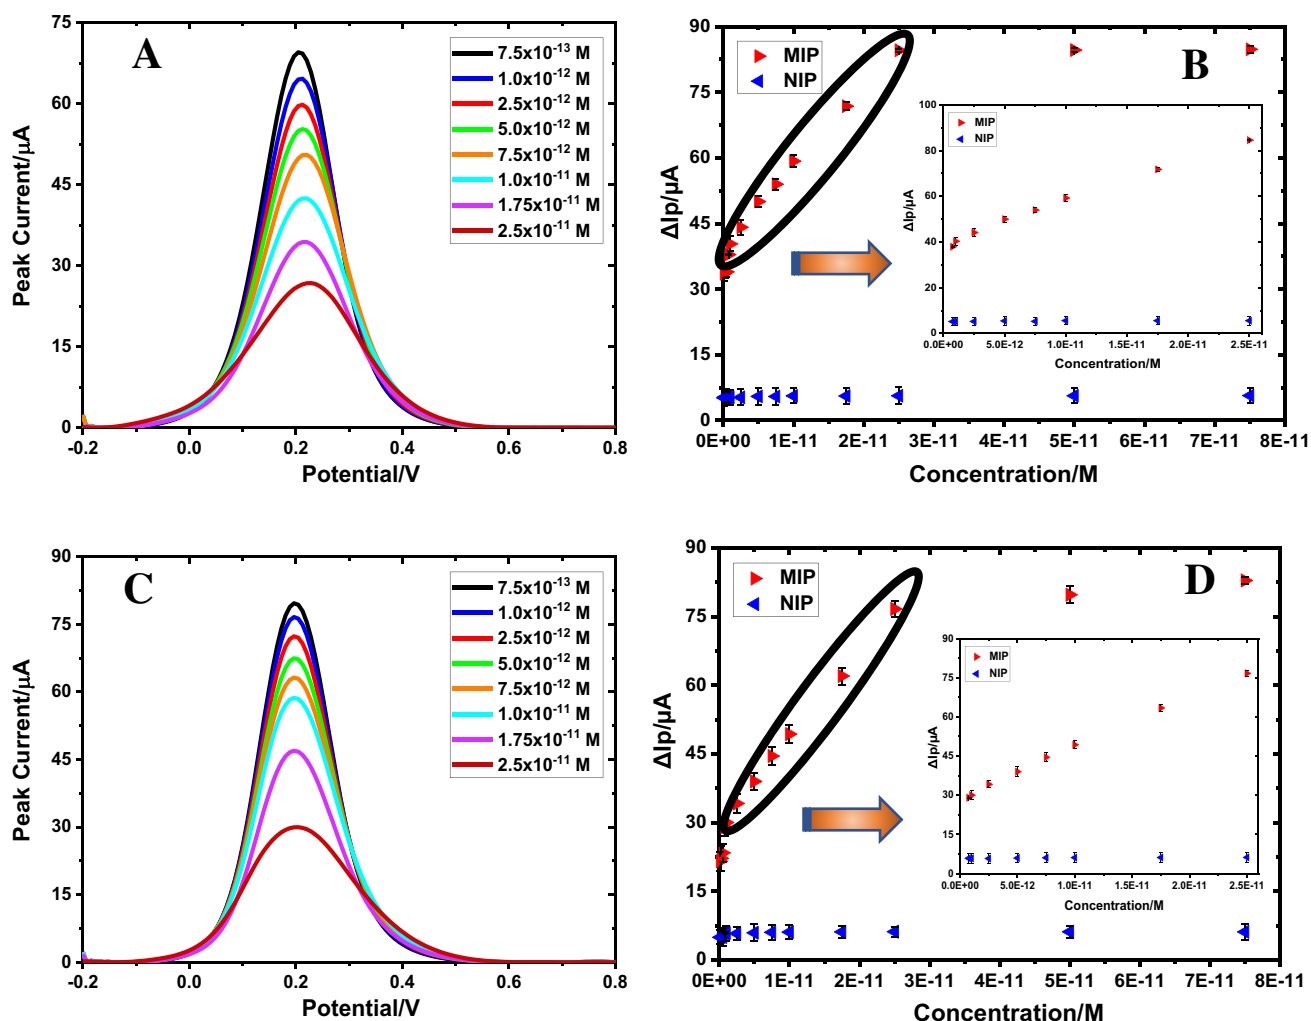 A
75
60
45
30
15
0
Peak Current/µA
-0.2 0.0 0.2 0.4 0.6 0.8
Potential/V
7.5x10⁻¹³ M
1.0x10⁻¹² M
2.5x10⁻¹² M
5.0x10⁻¹² M
7.5x10⁻¹² M
1.0x10⁻¹¹ M
1.75x10⁻¹¹ M
2.5x10⁻¹¹ M
B
90
75
60
45
30
15
0
ΔIp/µA
MIP
NIP
0E+00 1E-11 2E-11 3E-11 4E-11 5E-11 6E-11 7E-11 8E-11
Concentration/M
100
80
60
40
20
0
ΔIp/µA
MIP
NIP
0.0E+00 5.0E-12 1.0E-11 1.5E-11 2.0E-11 2.5E-11
Concentration/M
C
90
75
60
45
30
15
0
Peak Current/µA
-0.2 0.0 0.2 0.4 0.6 0.8
Potential/V
7.5x10⁻¹³ M
1.0x10⁻¹² M
2.5x10⁻¹² M
5.0x10⁻¹² M
7.5x10⁻¹² M
1.0x10⁻¹¹ M
1.75x10⁻¹¹ M
2.5x10⁻¹¹ M
D
90
75
60
45
30
15
0
ΔIp/µA
MIP
NIP
0E+00 1E-11 2E-11 3E-11 4E-11 5E-11 6E-11 7E-11 8E-11
Concentration/M
90
75
60
45
30
15
0
ΔIp/µA
MIP
NIP
0.0E+00 5.0E-12 1.0E-11 1.5E-11 2.0E-11 2.5E-11
Concentration/M